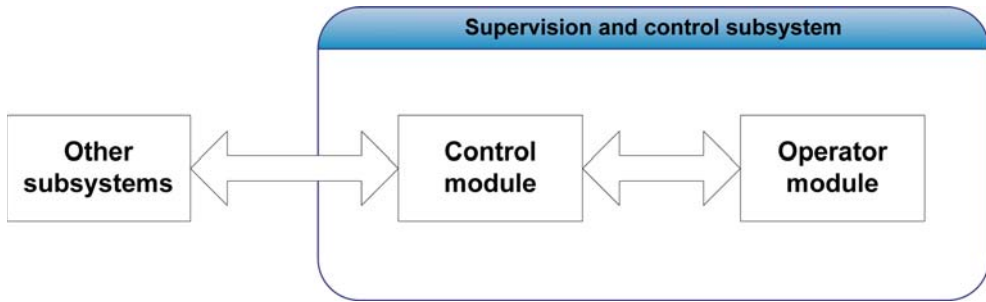 Supervision and control subsystem
Other
subsystems
Control
module
Operator
module